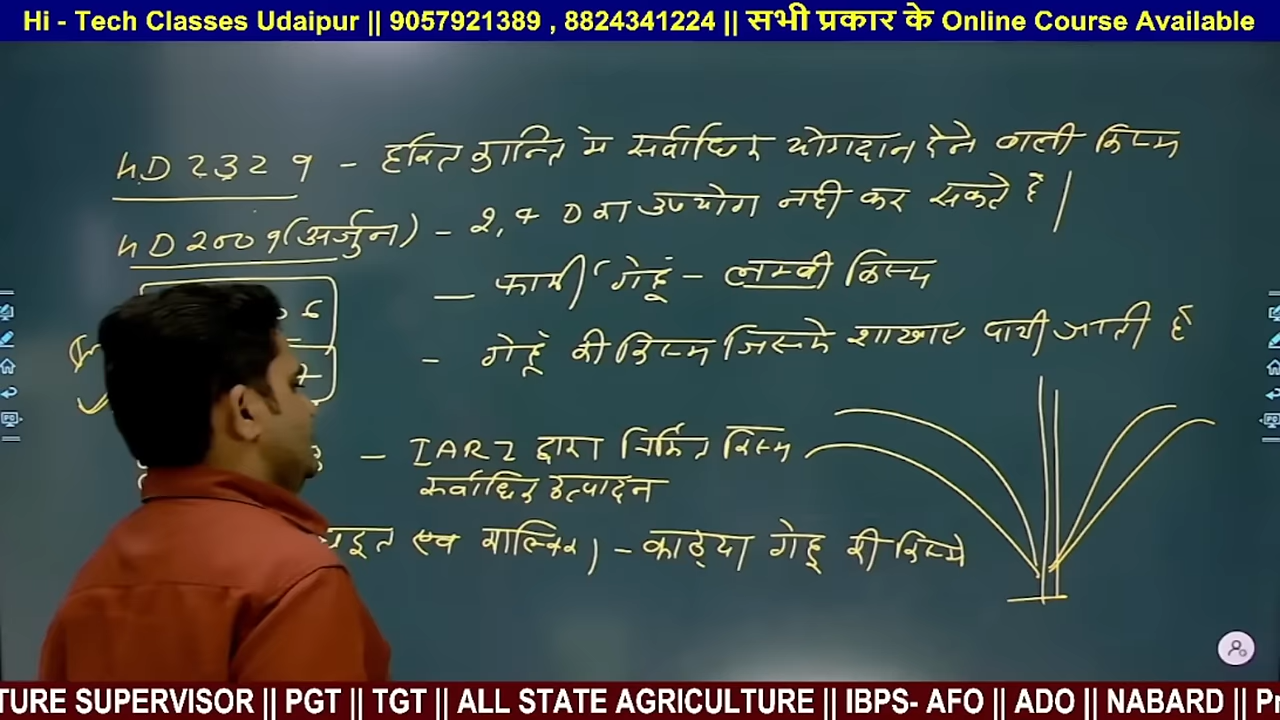 Hi - Tech Classes Udaipur || 9057921389 , 8824341224 || सभी प्रकार के Online Course Available
HD 2329 - हरित क्रान्ति मे सर्वाधिक योगदान देने वाली किस्म
HD 2009 (अर्जुन) - 2,4 D का उपयोग नही कर सकते है।
- फार्मी गेहूं - लम्बी किस्म
- गेहूं की किस्म जिसमे शाखाए पायी जाती है
- IARI द्वारा निर्मित किस्म
सर्वाधिक उत्पादन
एव - काठ्या गेहू की किस्मे
TURE SUPERVISOR || PGT || TGT || ALL STATE AGRICULTURE || IBPS- AFO || ADO || NABARD ||